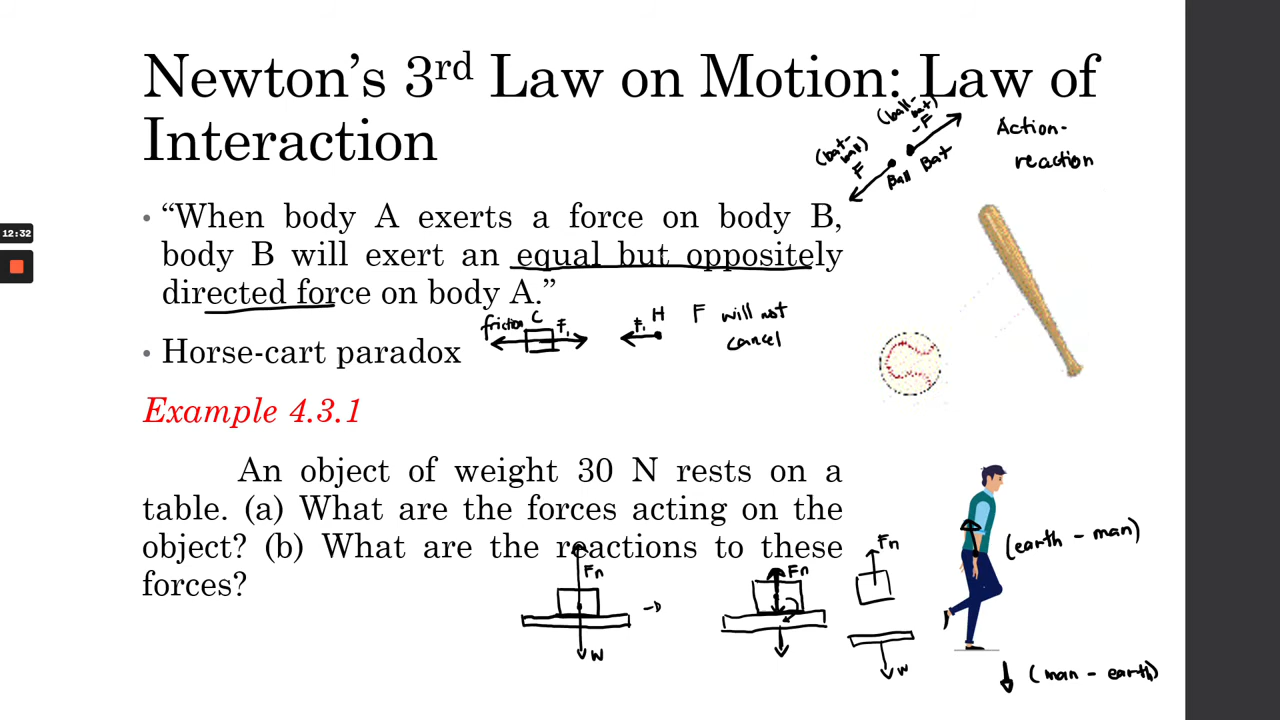 Newton's 3rd Law on Motion: Law of
Interaction
(ball-
bat)
-F
(bat-
ball)
F
Ball
Bat
Action-
reaction
• "When body A exerts a force on body B,
body B will exert an equal but oppositely
directed force on body A."
12:32
friction
C
F₁
F₁
H
F will not
cancel
• Horse-cart paradox
Example 4.3.1
An object of weight 30 N rests on a
table. (a) What are the forces acting on the
object? (b) What are the reactions to these
forces?
Fn
W
Fn
Fn
W
(earth - man)
(man - earth)